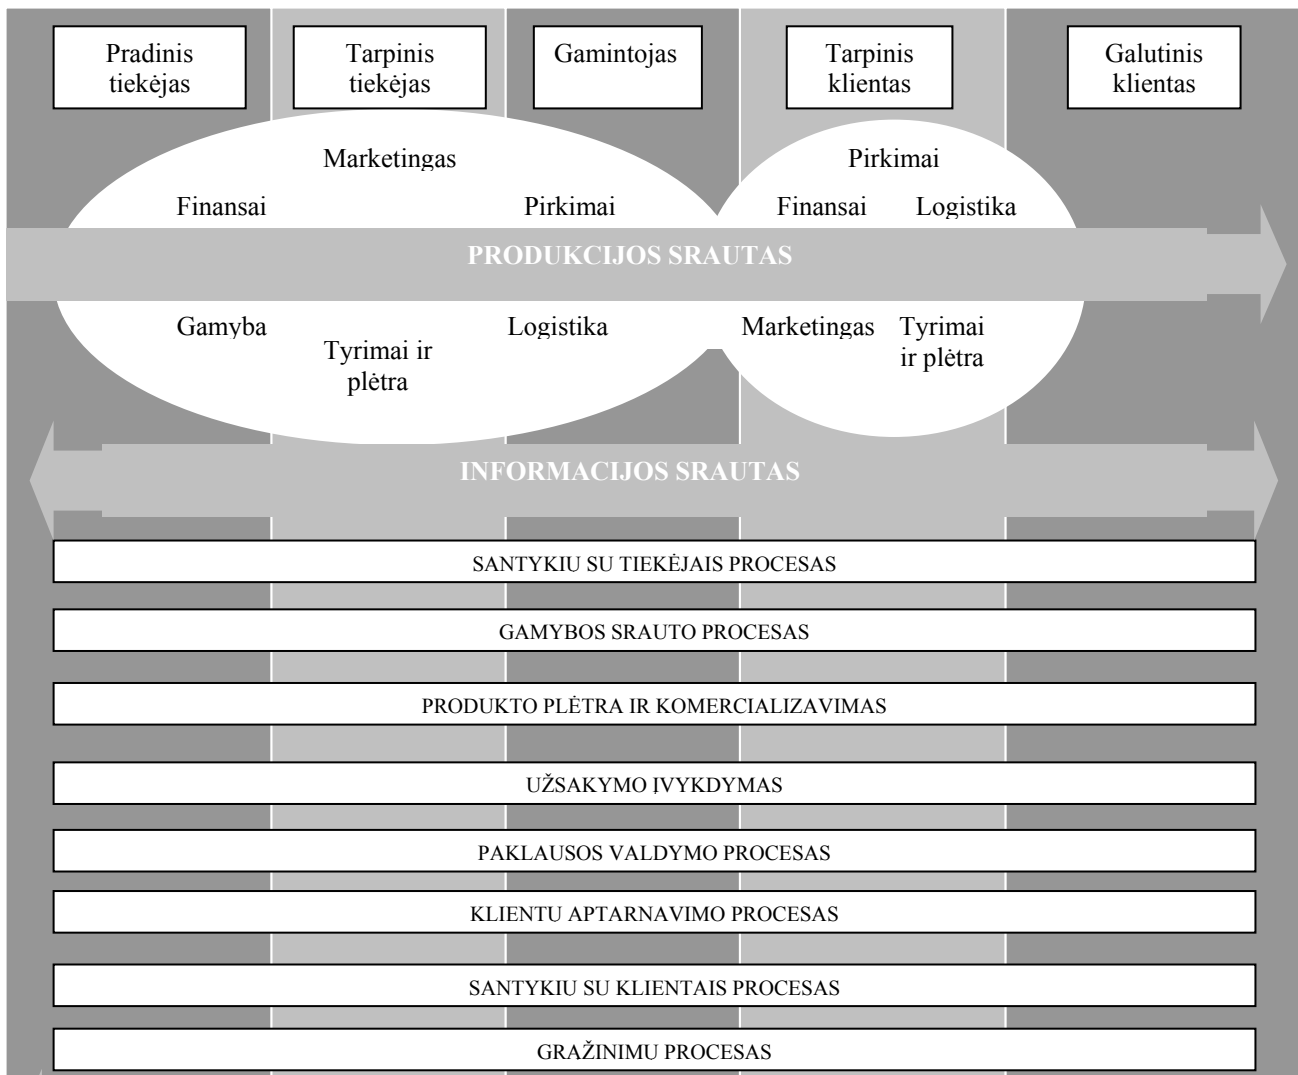 Pradinis
tiekėjas
Tarpinis
tiekėjas
Gamintojas
Tarpinis
klientas
Galutinis
klientas
Marketingas
Finansai
Pirkimai
Pirkimai
Finansai
Logistika
PRODUKCIJOS SRAUTAS
Gamyba
Tyrimai ir
plėtra
Logistika
Marketingas
Tyrimai
ir plėtra
INFORMACIJOS SRAUTAS
SANTYKIU SU TIEKĖJAIS PROCESAS
GAMYBOS SRAUTO PROCESAS
PRODUKTO PLĖTRA IR KOMERCIALIZAVIMAS
UŽSAKYMO ĮVYKDYMAS
PAKLAUSOS VALDYMO PROCESAS
KLIENTU APTARNAVIMO PROCESAS
SANTYKIU SU KLIENTAIS PROCESAS
GRAŽINIMU PROCESAS